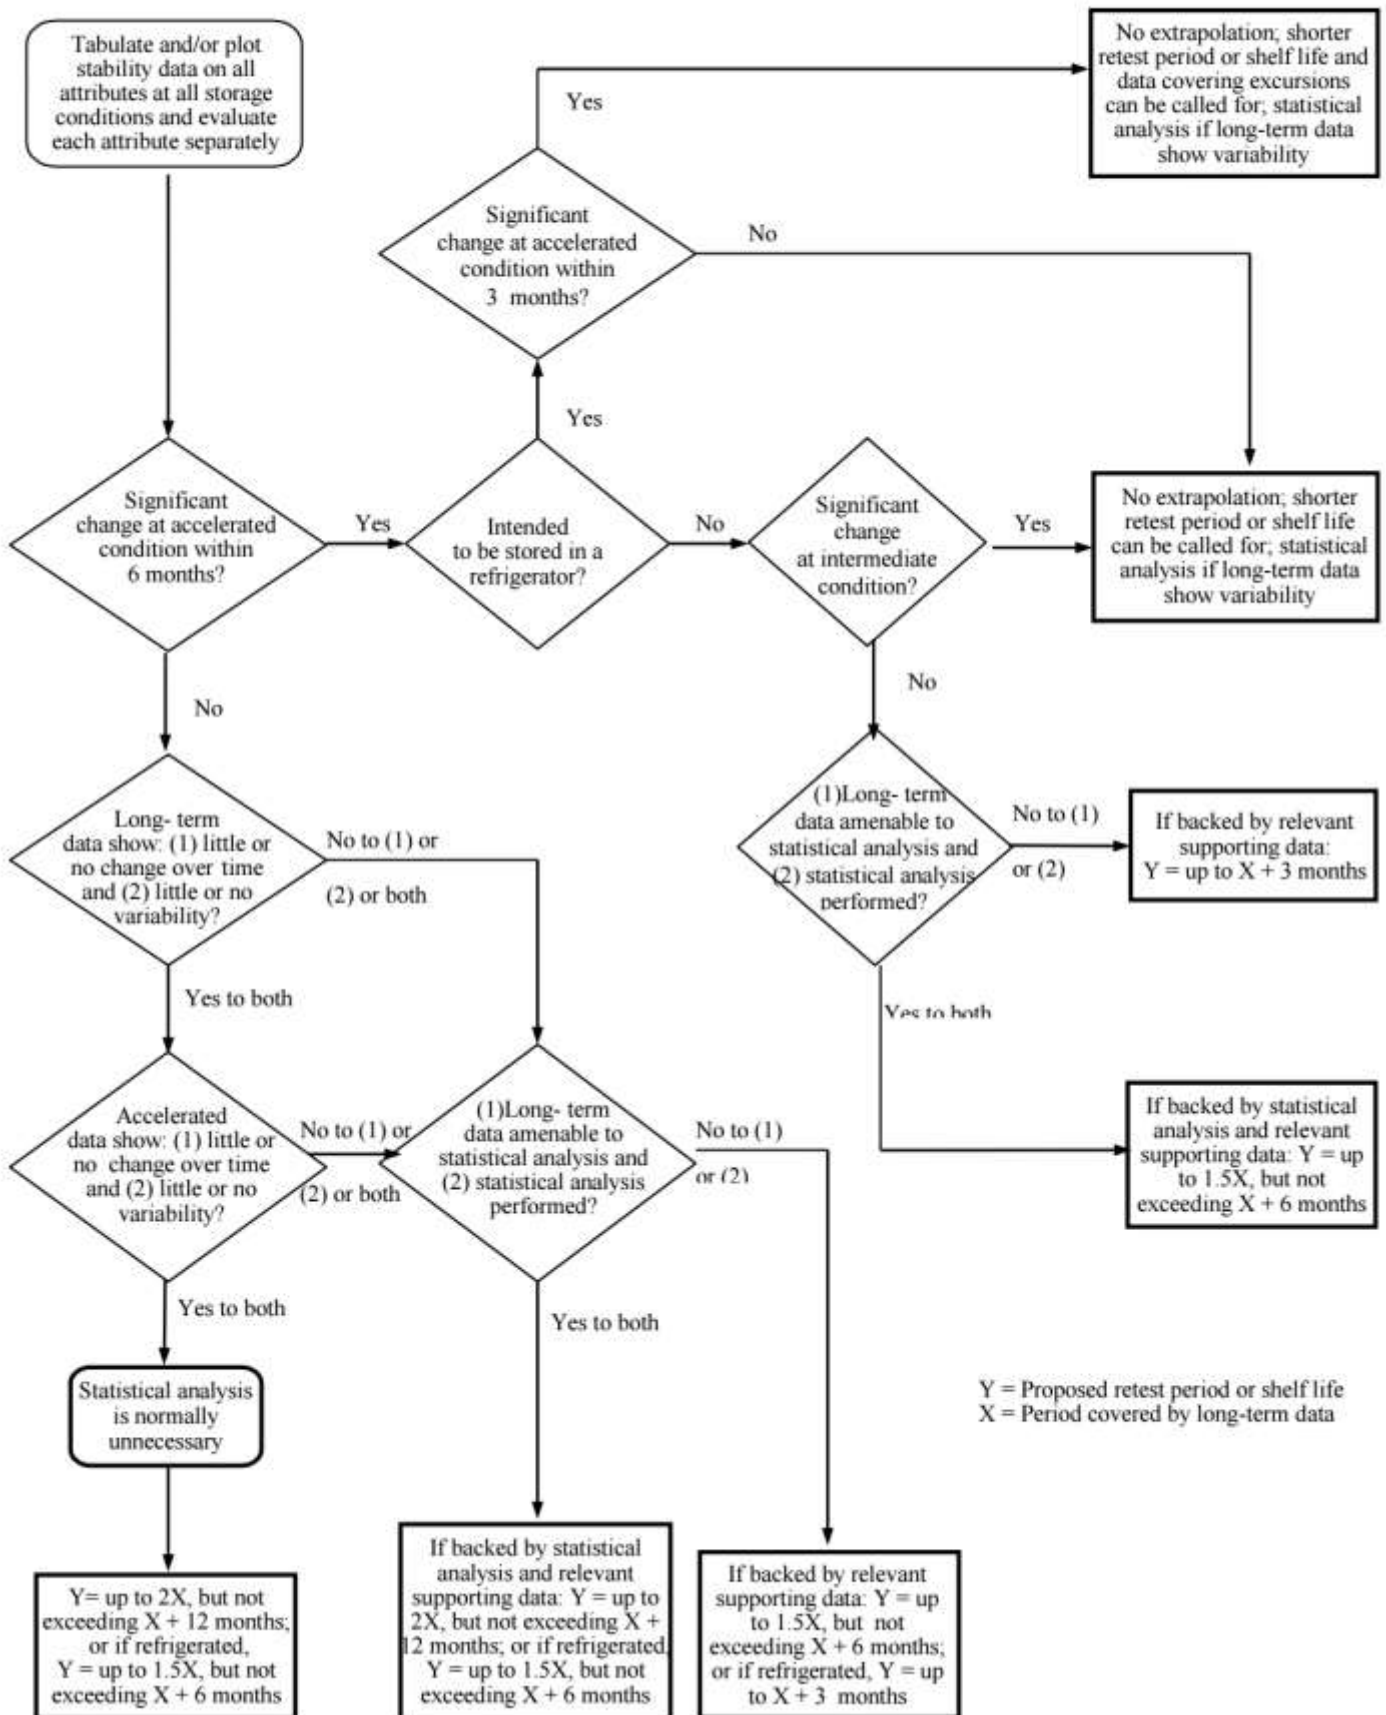 Tabulate and/or plot
stability data on all
attributes at all storage
conditions and evaluate
each attribute separately
No extrapolation; shorter
retest period or shelf life and
data covering excursions
can be called for; statistical
analysis if long-term data
show variability
Yes
Significant
change at accelerated
condition within
3 months?
No
Yes
Significant
change at accelerated
condition within
6 months?
Yes
Intended
to be stored in a
refrigerator?
No
Significant
change
at intermediate
condition?
Yes
No extrapolation; shorter
retest period or shelf life
can be called for; statistical
analysis if long-term data
show variability
No
No
Long- term
data show: (1) little or
no change over time
and (2) little or no
variability?
No to (1) or
(2) or both
(1)Long- term
data amenable to
statistical analysis and
(2) statistical analysis
performed?
No to (1)
or (2)
If backed by relevant
supporting data:
Y = up to X + 3 months
Yes to both
Yes to both
Accelerated
data show: (1) little or
no change over time
and (2) little or no
variability?
No to (1) or
(2) or both
(1)Long- term
data amenable to
statistical analysis and
(2) statistical analysis
performed?
No to (1)
or (2)
If backed by statistical
analysis and relevant
supporting data: Y = up
to 1.5X, but not
exceeding X + 6 months
Yes to both
Yes to both
Statistical analysis
is normally
unnecessary
Y = Proposed retest period or shelf life
X = Period covered by long-term data
Y= up to 2X, but not
exceeding X + 12 months;
or if refrigerated,
Y = up to 1.5X, but not
exceeding X + 6 months
If backed by statistical
analysis and relevant
supporting data: Y = up to
2X, but not exceeding X +
12 months; or if refrigerated,
Y = up to 1.5X, but not
exceeding X + 6 months
If backed by relevant
supporting data: Y = up
to 1.5X, but not
exceeding X + 6 months;
or if refrigerated, Y = up
to X + 3 months